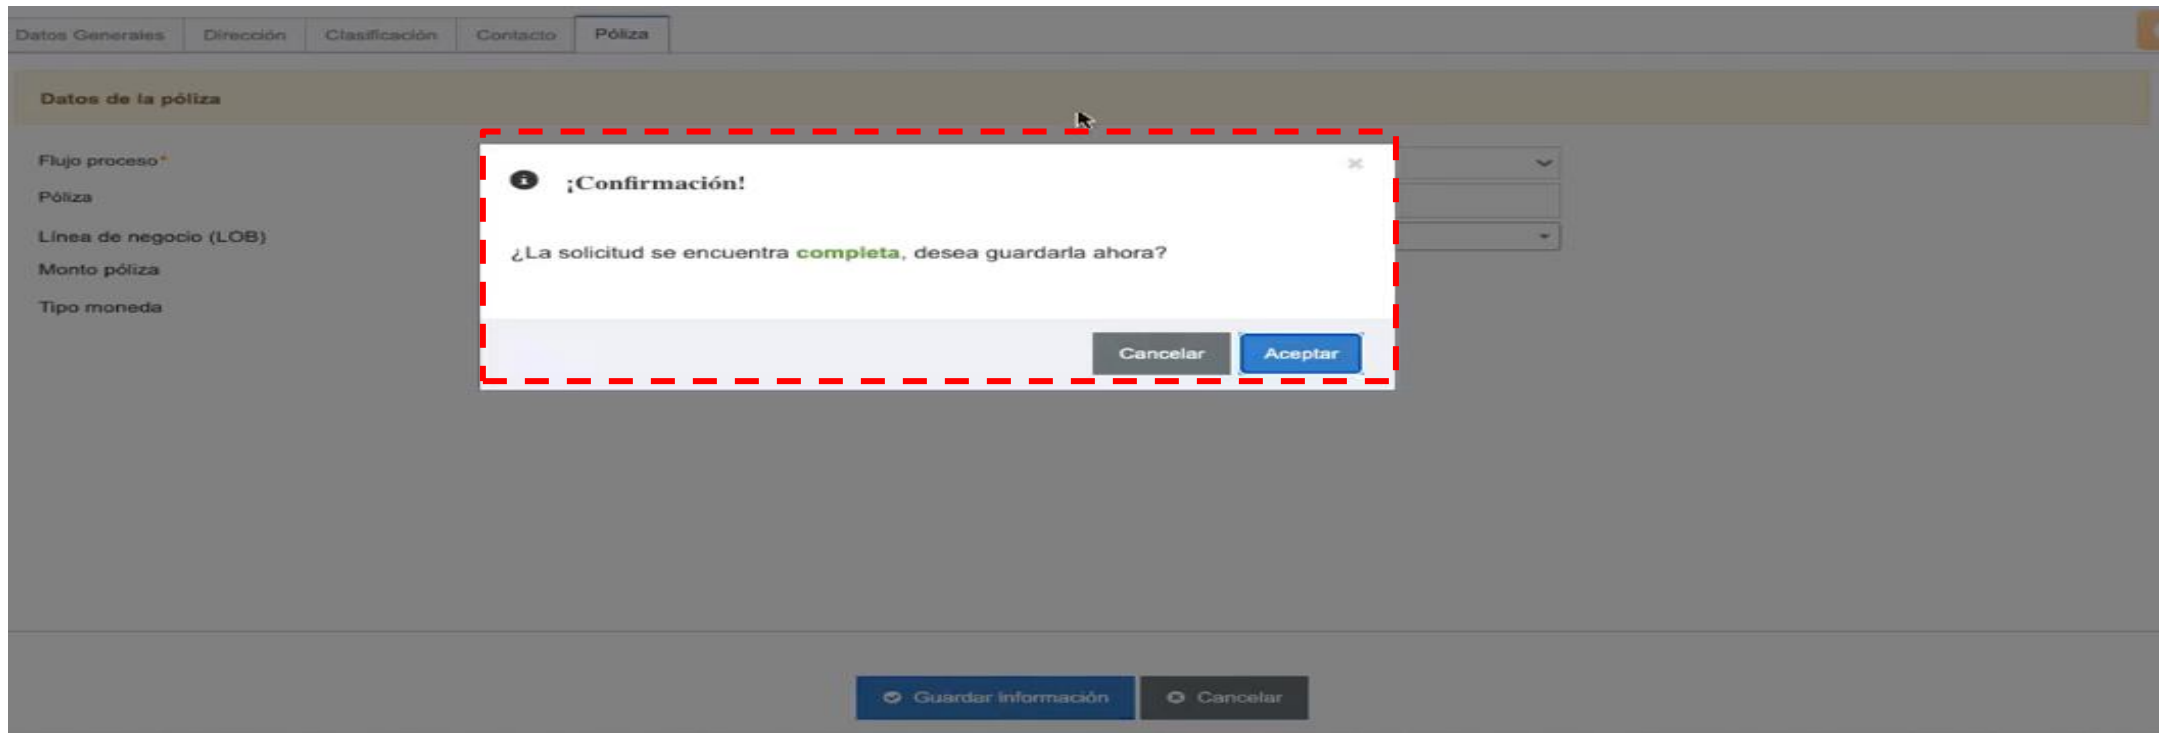 Datos Generales Dirección Clasificación Contacto Póliza
Datos de la póliza
Flujo proceso*
Póliza
Línea de negocio (LOB)
Monto póliza
Tipo moneda
¡Confirmación!
¿La solicitud se encuentra completa, desea guardarla ahora?
Cancelar Aceptar
Guardar Información Cancelar